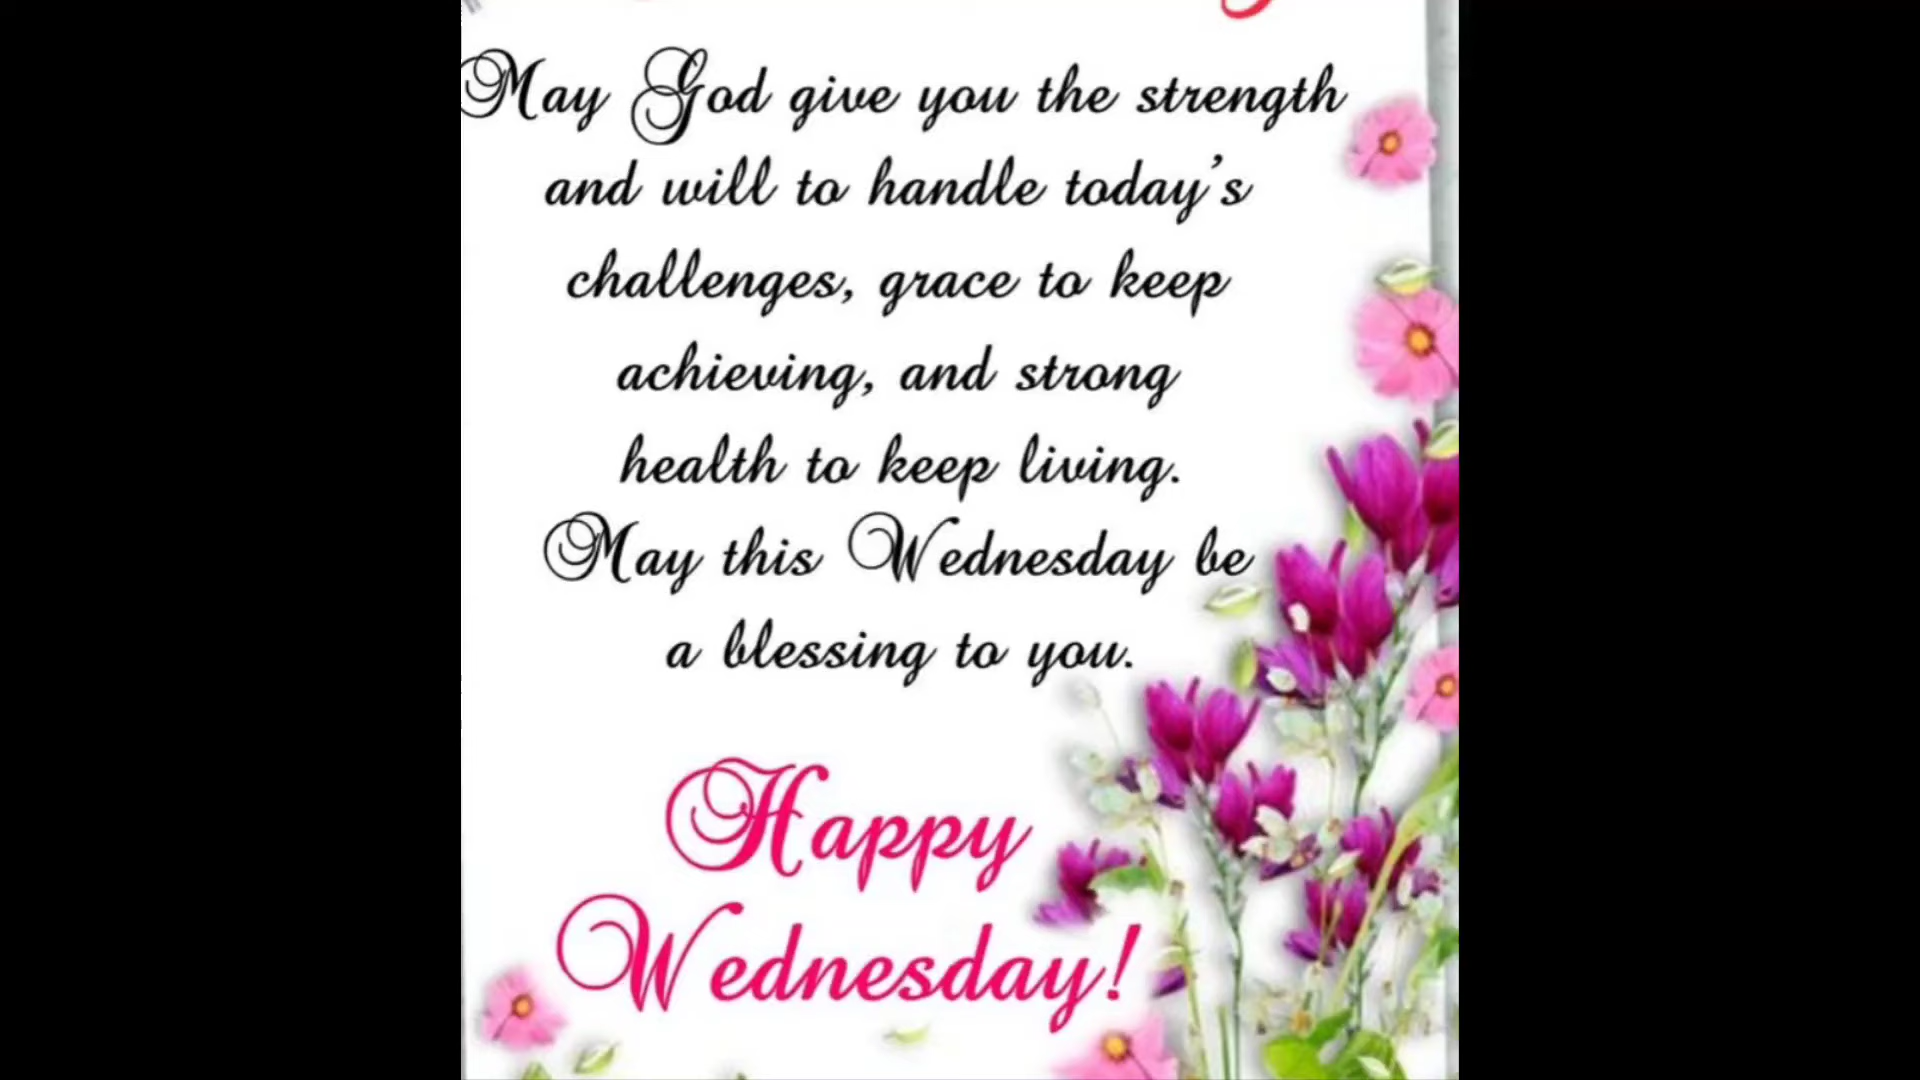 May God give you the strength
and will to handle today's
challenges, grace to keep
achieving, and strong
health to keep living.
May this Wednesday be
a blessing to you.
Happy
Wednesday!